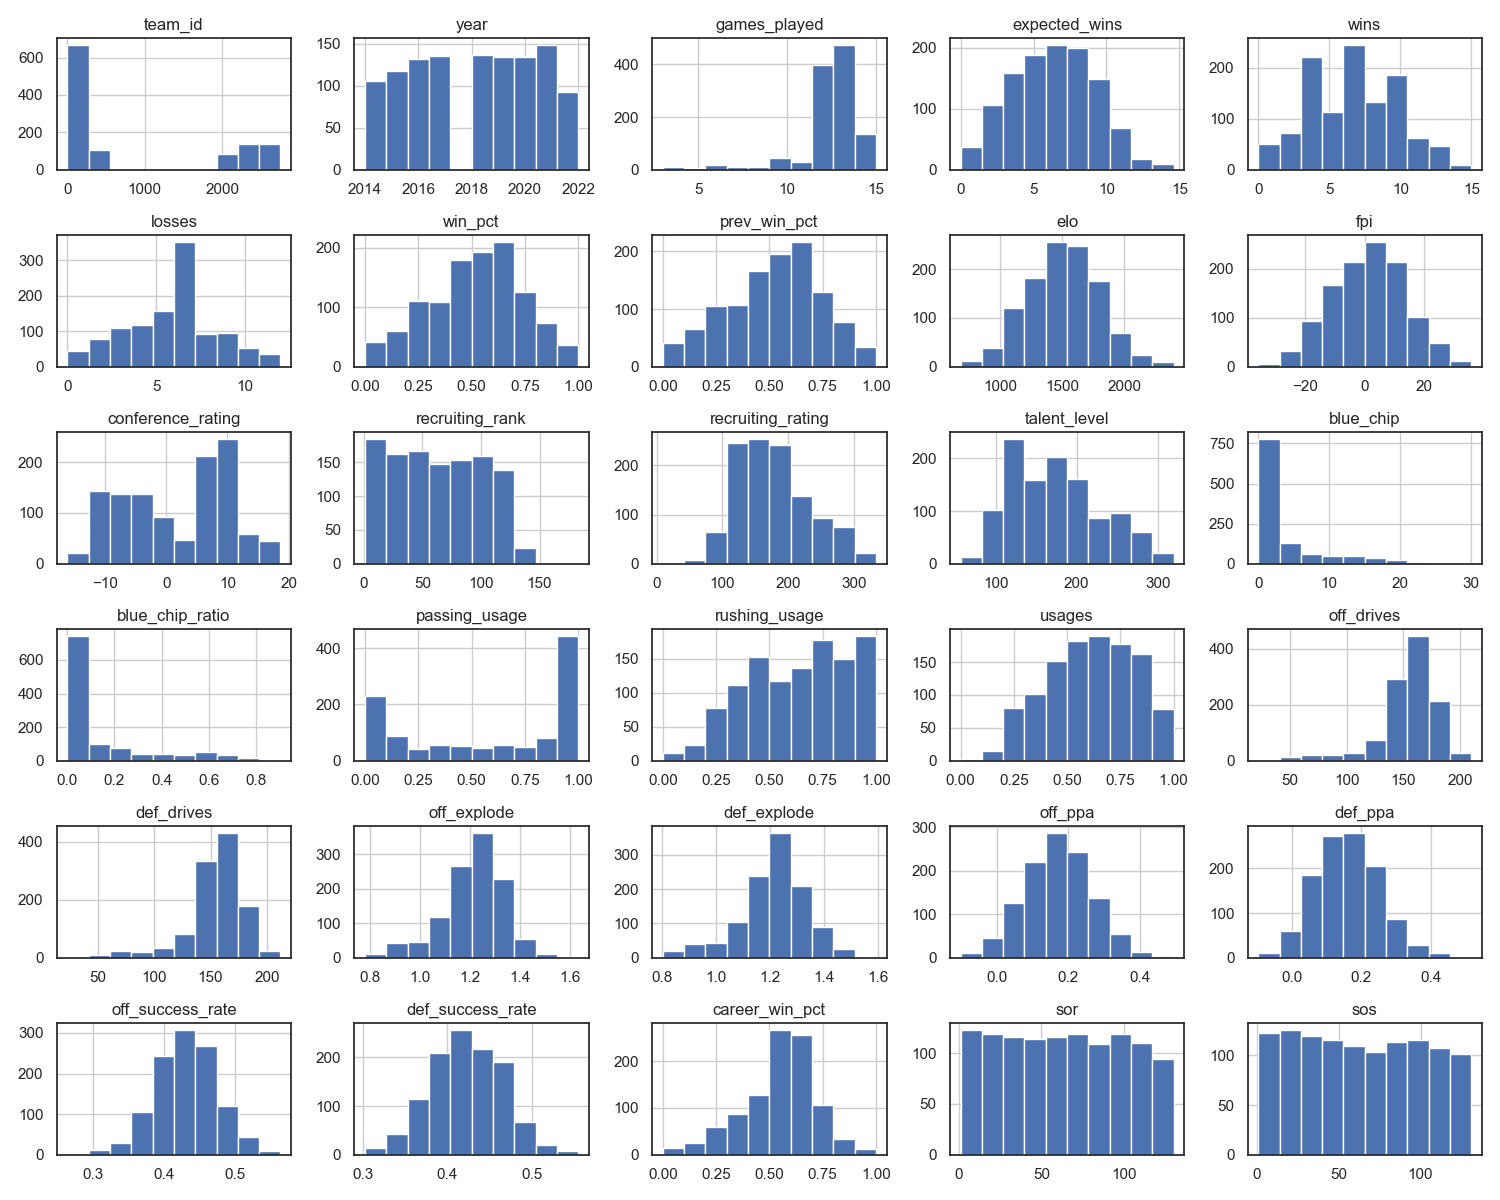 team_id year games_played expected_wins wins
600 400 200 0
0 1000 2000
150 100 50 0
2014 2016 2018 2020 2022
400 200 0
5 10 15
200 100 0
0 5 10 15
200 100 0
0 5 10 15
losses win_pct prev_win_pct elo fpi
300 200 100 0
0 5 10
200 100 0
0.00 0.25 0.50 0.75 1.00
200 100 0
0.00 0.25 0.50 0.75 1.00
200 100 0
1000 1500 2000
200 100 0
−20 0 20
conference_rating recruiting_rank recruiting_rating talent_level blue_chip
200 100 0
−10 0 10 20
150 100 50 0
0 50 100 150
200 100 0
0 100 200 300
200 100 0
100 200 300
750 500 250 0
0 10 20 30
blue_chip_ratio passing_usage rushing_usage usages off_drives
600 400 200 0
0.0 0.2 0.4 0.6 0.8
400 200 0
0.00 0.25 0.50 0.75 1.00
150 100 50 0
0.00 0.25 0.50 0.75 1.00
150 100 50 0
0.00 0.25 0.50 0.75 1.00
400 200 0
50 100 150 200
def_drives off_explode def_explode off_ppa def_ppa
400 200 0
50 100 150 200
300 200 100 0
0.8 1.0 1.2 1.4 1.6
300 200 100 0
0.8 1.0 1.2 1.4 1.6
300 200 100 0
0.0 0.2 0.4
200 100 0
0.0 0.2 0.4
off_success_rate def_success_rate career_win_pct sor sos
300 200 100 0
0.3 0.4 0.5
200 100 0
0.3 0.4 0.5
200 100 0
0.00 0.25 0.50 0.75 1.00
100 50 0
0 50 100
100 50 0
0 50 100